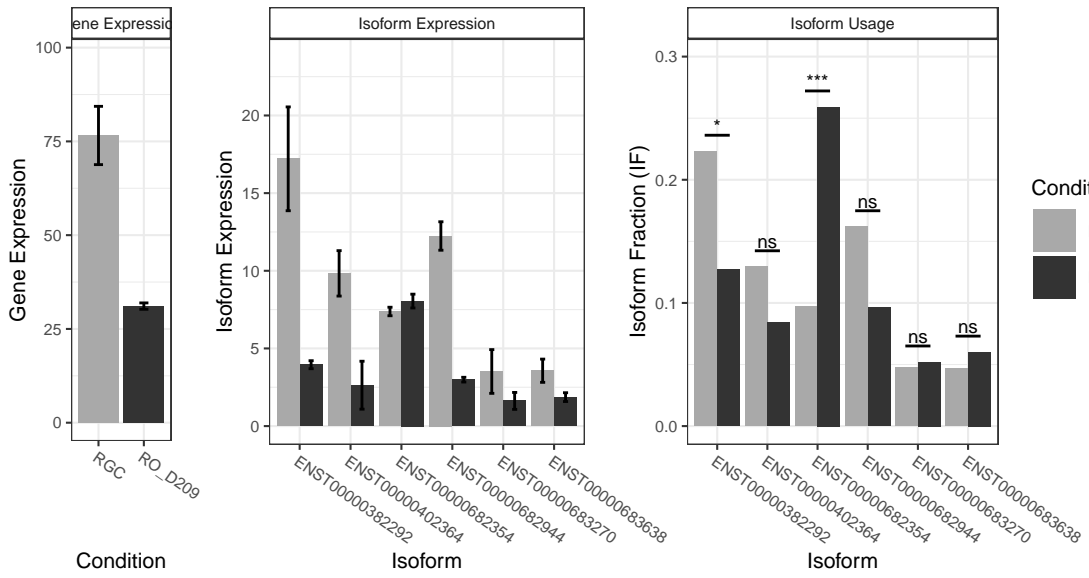 ene Expressio
Gene Expression
100
75
50
25
0
RGC
RO_D209
Condition
Isoform Expression
Isoform Expression
20
15
10
5
0
ENST00000382292
ENST00000402364
ENST00000682354
ENST00000682944
ENST00000683270
ENST00000683638
Isoform
Isoform Usage
Isoform Fraction (IF)
0.3
0.2
0.1
0.0
*
ns
***
ns
ns
ns
ENST00000382292
ENST00000402364
ENST00000682354
ENST00000682944
ENST00000683270
ENST00000683638
Isoform
Condit